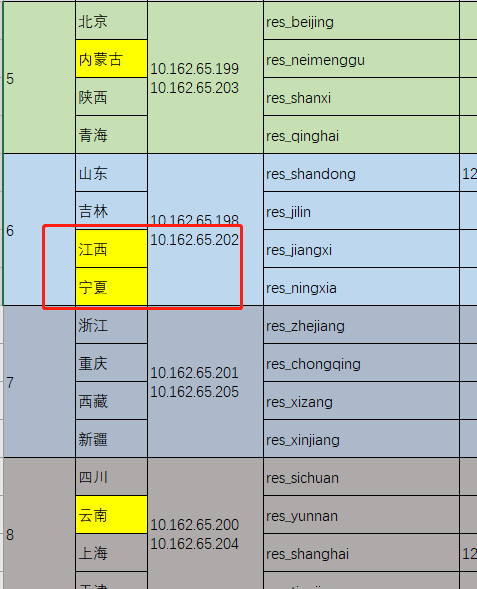 北京
res_beijing
内蒙古
res_neimenggu
5
10.162.65.199
10.162.65.203
陕西
res_shanxi
青海
res_qinghai
山东
res_shandong
12
吉林
res_jilin
6
10.162.65.198
10.162.65.202
江西
res_jiangxi
宁夏
res_ningxia
浙江
res_zhejiang
重庆
res_chongqing
7
10.162.65.201
10.162.65.205
西藏
res_xizang
新疆
res_xinjiang
四川
res_sichuan
云南
res_yunnan
8
10.162.65.200
10.162.65.204
上海
res_shanghai
12